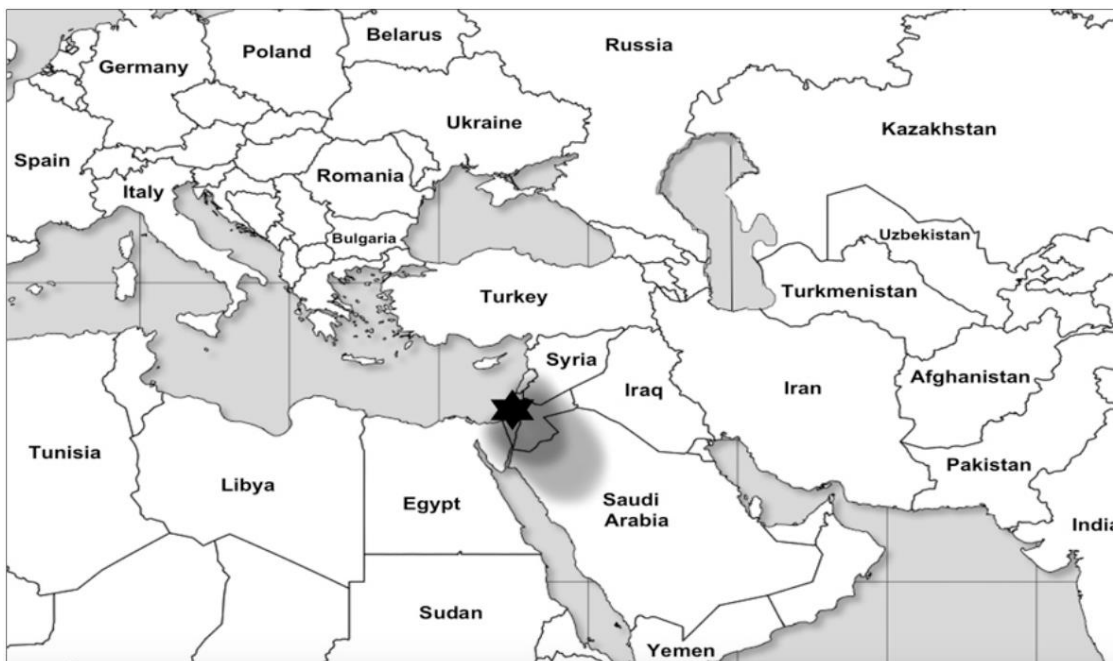 Belarus
Russia
Poland
Germany
Ukraine
Kazakhstan
Spain
Italy
Romania
Bulgaria
Uzbekistan
Turkey
Turkmenistan
Syria
Iraq
Iran
Afghanistan
Tunisia
Pakistan
Libya
Egypt
Saudi
Arabia
India
Sudan
Yemen